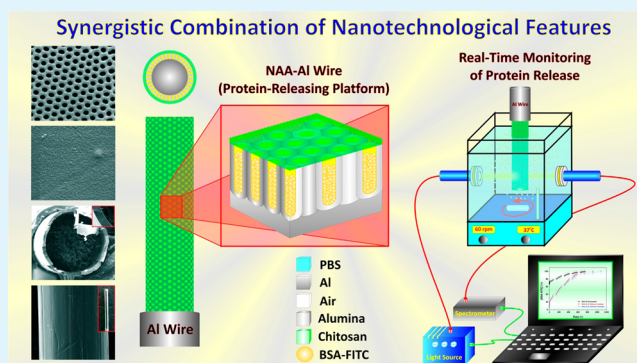 Synergistic Combination of Nanotechnological Features
NAA-Al Wire
(Protein-Releasing Platform)
Real-Time Monitoring
of Protein Release
Al Wire
60 rpm
37°C
PBS
Al
Air
Alumina
Chitosan
BSA-FITC
Al Wire
Spectrometer
Light Source